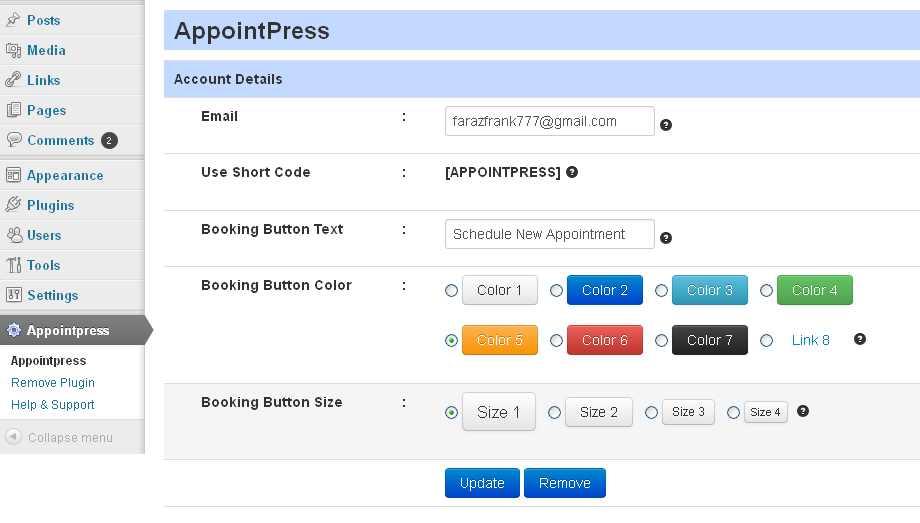 Posts
Media
Links
Pages
Comments 2
Appearance
Plugins
Users
Tools
Settings
Appointpress
Appointpress
Remove Plugin
Help & Support
Collapse menu
AppointPress
Account Details
Email : farazfrank777@gmail.com ?
Use Short Code : [APPOINTPRESS] ?
Booking Button Text : Schedule New Appointment ?
Booking Button Color : Color 1 Color 2 Color 3 Color 4
Color 5 Color 6 Color 7 Link 8 ?
Booking Button Size : Size 1 Size 2 Size 3 Size 4 ?
Update Remove